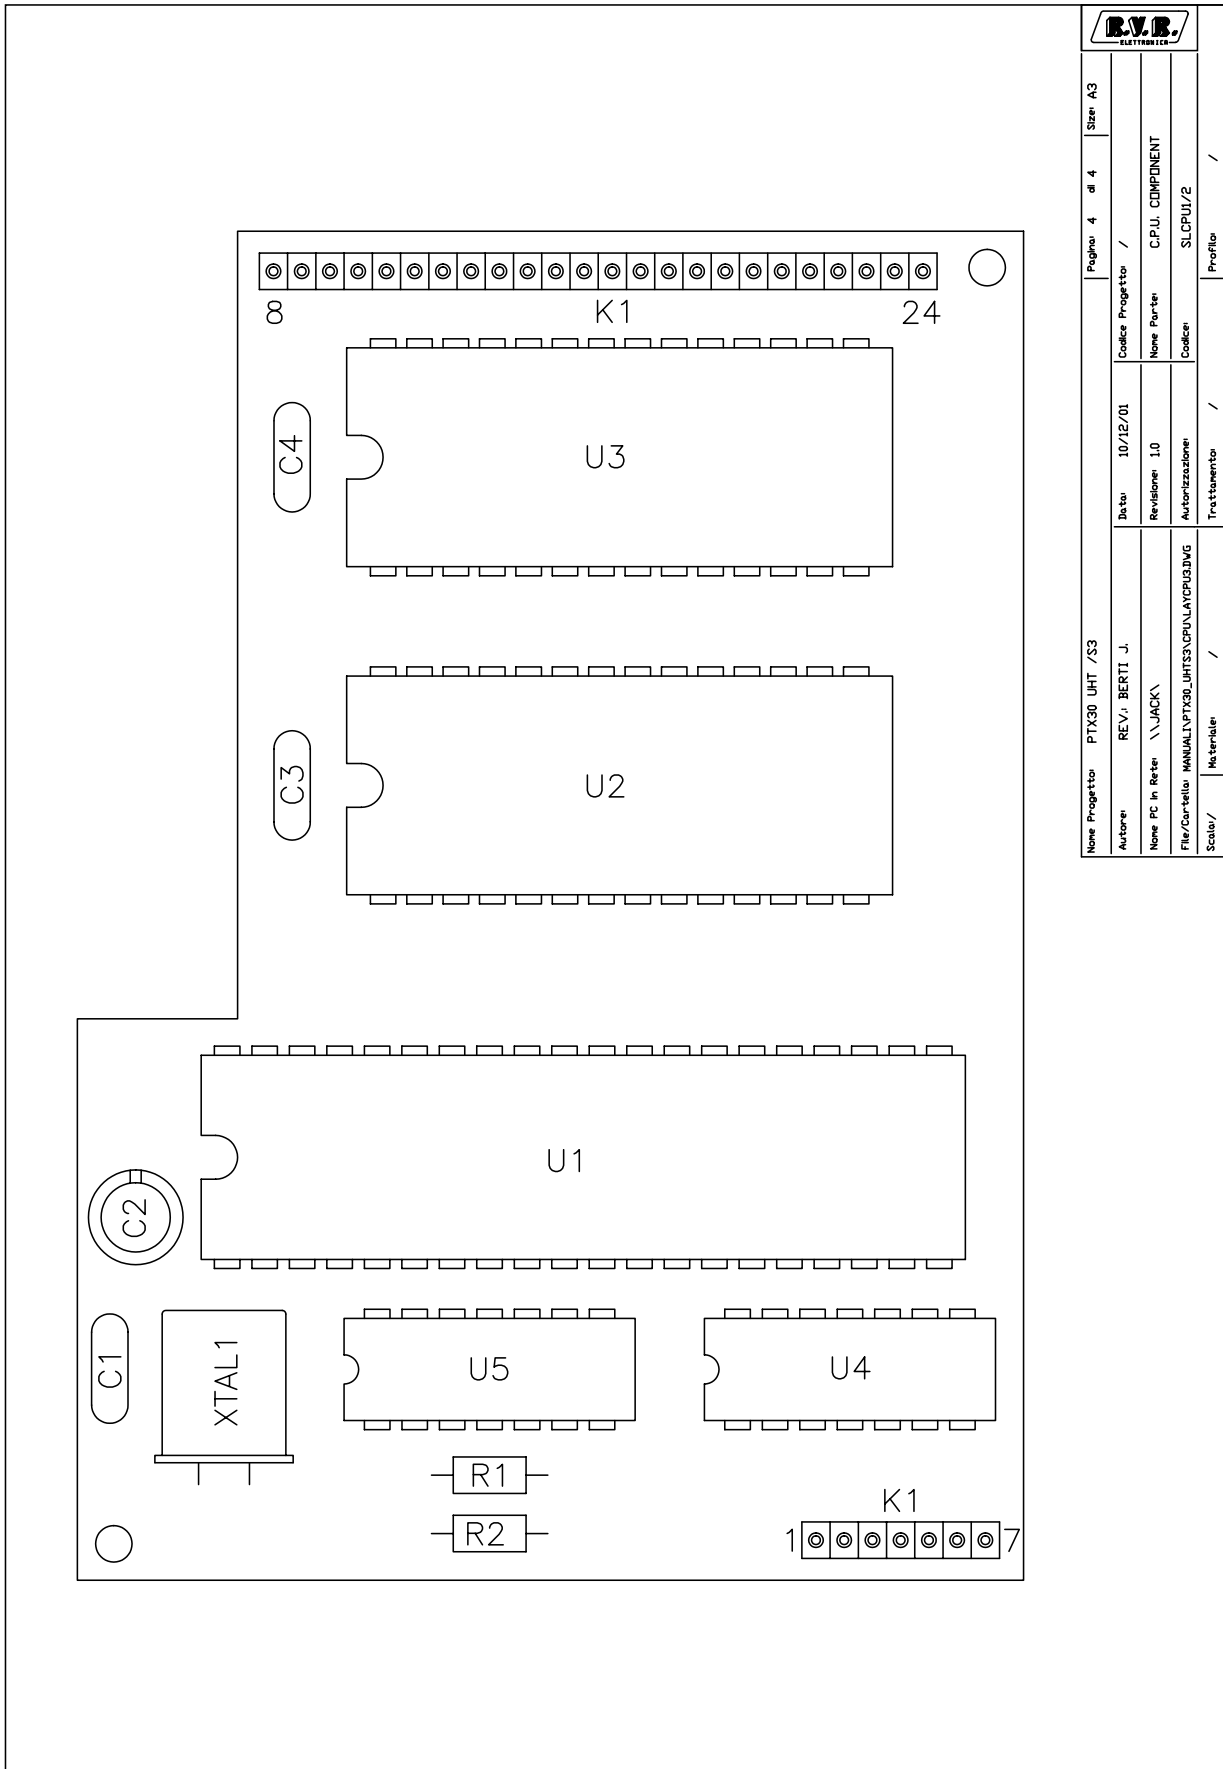 R.V.R.
ELETTRONICA
Nome Progetto: PTX30 UHT /S3
Pagina: 4 di 4
Size: A3
Autore: REV.: BERTI J.
Data: 10/12/01
Codice Progetto: /
Nome PC in Rete: \\JACK\
Revisione: 1.0
Nome Parte: C.P.U. COMPONENT
File/Cartella: MANUALI\PTX30_UHTS3\CPU\LAYCPU3.DWG
Autorizzazione:
Codice: SLCPU1/2
Scala: /
Materiale: /
Trattamento: /
Profilo: /
8 K1 24
C4
U3
C3
U2
U1
C2
C1
XTAL1
U5
U4
R1
R2
K1
1 7